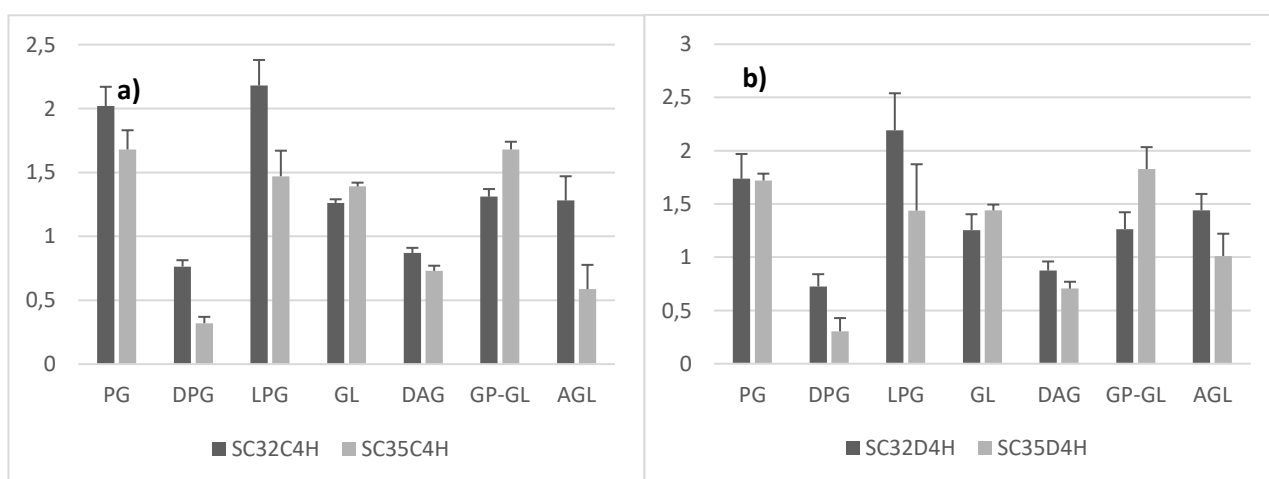 a)
2,5
2
1,5
1
0,5
0
PG DPG LPG GL DAG GP-GL AGL
SC32C4H SC35C4H
b)
3
2,5
2
1,5
1
0,5
0
PG DPG LPG GL DAG GP-GL AGL
SC32D4H SC35D4H